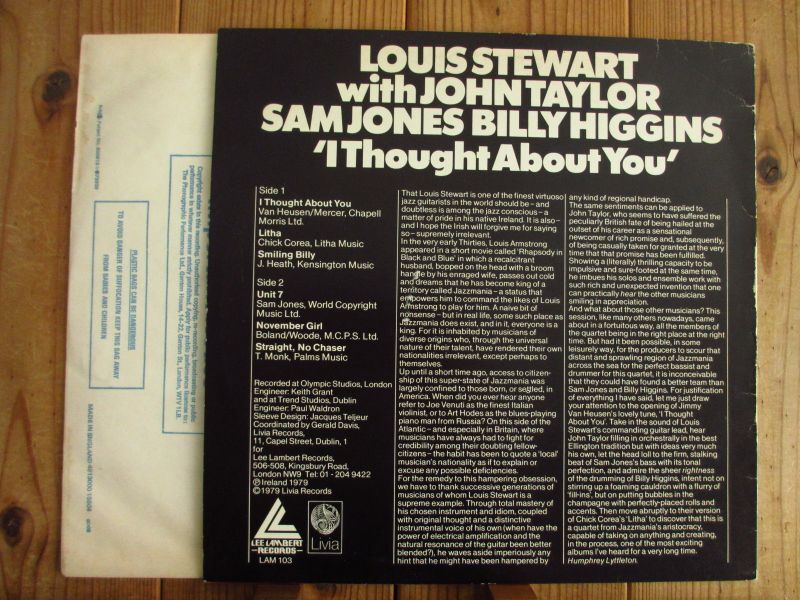 LOUIS STEWART
with JOHN TAYLOR
SAM JONES BILLY HIGGINS
'I Thought About You'
Side 1
I Thought About You
Van Heusen/Mercer, Chapell
Morris Ltd.
Litha
Chick Corea, Litha Music
Smiling Billy
J. Heath, Kensington Music
Side 2
Unit 7
Sam Jones, World Copyright
Music Ltd.
November Girl
Boland/Woode, M.C.P.S. Ltd.
Straight, No Chaser
T. Monk, Palms Music
Recorded at Olympic Studios, London
Engineer: Keith Grant
and at Trend Studios, Dublin
Engineer: Paul Waldron
Sleeve Design: Jacques Teljeur
Coordinated by Gerald Davis,
Livia Records,
11, Capel Street, Dublin, 1
for
Lee Lambert Records,
506-508, Kingsbury Road,
London NW9 Tel: 01 - 204 9422
℗ Ireland 1979
©1979 Livia Records
LEE LAMBERT
-RECORDS-
LAM 103
Livia
That Louis Stewart is one of the finest virtuoso
jazz guitarists in the world should be – and
doubtless is among the jazz conscious – a
matter of pride in his native Ireland. It is also –
and I hope the Irish will forgive me for saying
so – supremely irrelevant.
In the very early Thirties, Louis Armstrong
appeared in a short movie called 'Rhapsody in
Black and Blue' in which a recalcitrant
husband, bopped on the head with a broom
handle by his enraged wife, passes out cold
and dreams that he has become king of a
territory called Jazzmania – a status that
empowers him to command the likes of Louis
Armstrong to play for him. A naive bit of
nonsense – but in real life, some such place as
Jazzmania does exist, and in it, everyone is a
king. For it is inhabited by musicians of
diverse origins who, through the universal
nature of their talent, have rendered their own
nationalities irrelevant, except perhaps to
themselves.
Up until a short time ago, access to citizen-
ship of this super-state of Jazzmania was
largely confined to those born, or segled, in
America. When did you ever hear anyone
refer to Joe Venuti as the finest Italian
violinist, or to Art Hodes as the blues-playing
piano man from Russia? On this side of the
Atlantic – and especially in Britain, where
musicians have always had to fight for
credibility among their doubting fellow-
citizens – the habit has been to quote a 'local'
musician's nationality as if to explain or
excuse any possible deficiencies.
For the remedy to this hampering obsession,
we have to thank successive generations of
musicians of whom Louis Stewart is a
supreme example. Through total mastery of
his chosen instrument and idiom, coupled
with original thought and a distinctive
instrumental voice of his own (when have the
power of electrical amplification and the
natural resonance of the guitar been better
blended?), he waves aside imperiously any
hint that he might have been hampered by
any kind of regional handicap.
The same sentiments can be applied to
John Taylor, who seems to have suffered the
peculiarly British fate of being hailed at the
outset of his career as a sensational
newcomer of rich promise and, subsequently,
of being casually taken for granted at the very
time that that promise has been fulfilled.
Showing a literally thrilling capacity to be
impulsive and sure-footed at the same time,
he imbues his solos and ensemble work with
such rich and unexpected invention that one
can practically hear the other musicians
smiling in appreciation.
And what about those other musicians? This
session, like many others nowadays, came
about in a fortuitous way, all the members of
the quartet being in the right place at the right
time. But had it been possible, in some
leisurely way, for the producers to scour that
distant and sprawling region of Jazzmania
across the sea for the perfect bassist and
drummer for this quartet, it is inconceivable
that they could have found a better team than
Sam Jones and Billy Higgins. For justification
of everything I have said, let me just draw
your attention to the opening of Jimmy
Van Heusen's lovely tune, 'I Thought
About You'. Take in the sound of Louis
Stewart's commanding guitar lead, hear
John Taylor filling in orchestrally in the best
Ellington tradition but with ideas very much
his own, let the head loll to the firm, stalking
beat of Sam Jones's bass with its tonal
perfection, and admire the sheer rightness
of the drumming of Billy Higgins, intent not on
stirring up a foaming cauldron with a flurry of
'fill-ins', but on putting bubbles in the
champagne with perfectly-placed rolls and
accents. Then move abruptly to their version
of Chick Corea's 'Litha' to discover that this is
a quartet from Jazzmania's aristocracy,
capable of taking on anything and creating,
in the process, one of the most exciting
albums I've heard for a very long time.
Humphrey Lyttleton.
PLASTIC BAGS CAN BE DANGEROUS
TO AVOID DANGER OF SUFFOCATION KEEP THIS BAG AWAY
FROM BABIES AND CHILDREN